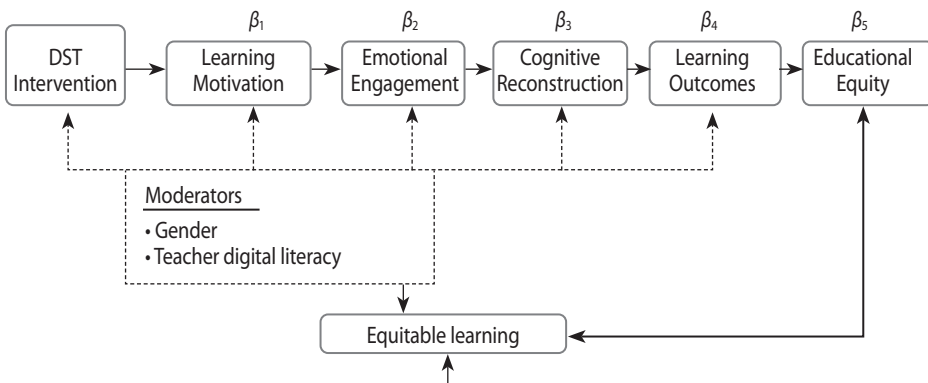 β1
β2
β3
β4
β5
DST
Intervention
Learning
Motivation
Emotional
Engagement
Cognitive
Reconstruction
Learning
Outcomes
Educational
Equity
Moderators
• Gender
• Teacher digital literacy
Equitable learning